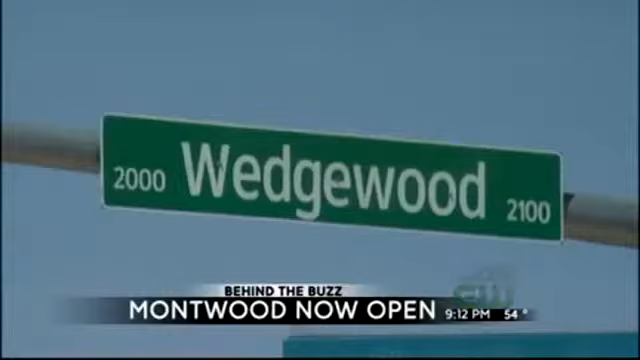 2000 Wedgewood 2100
BEHIND THE BUZZ
MONTWOOD NOW OPEN 9:12 PM 54°